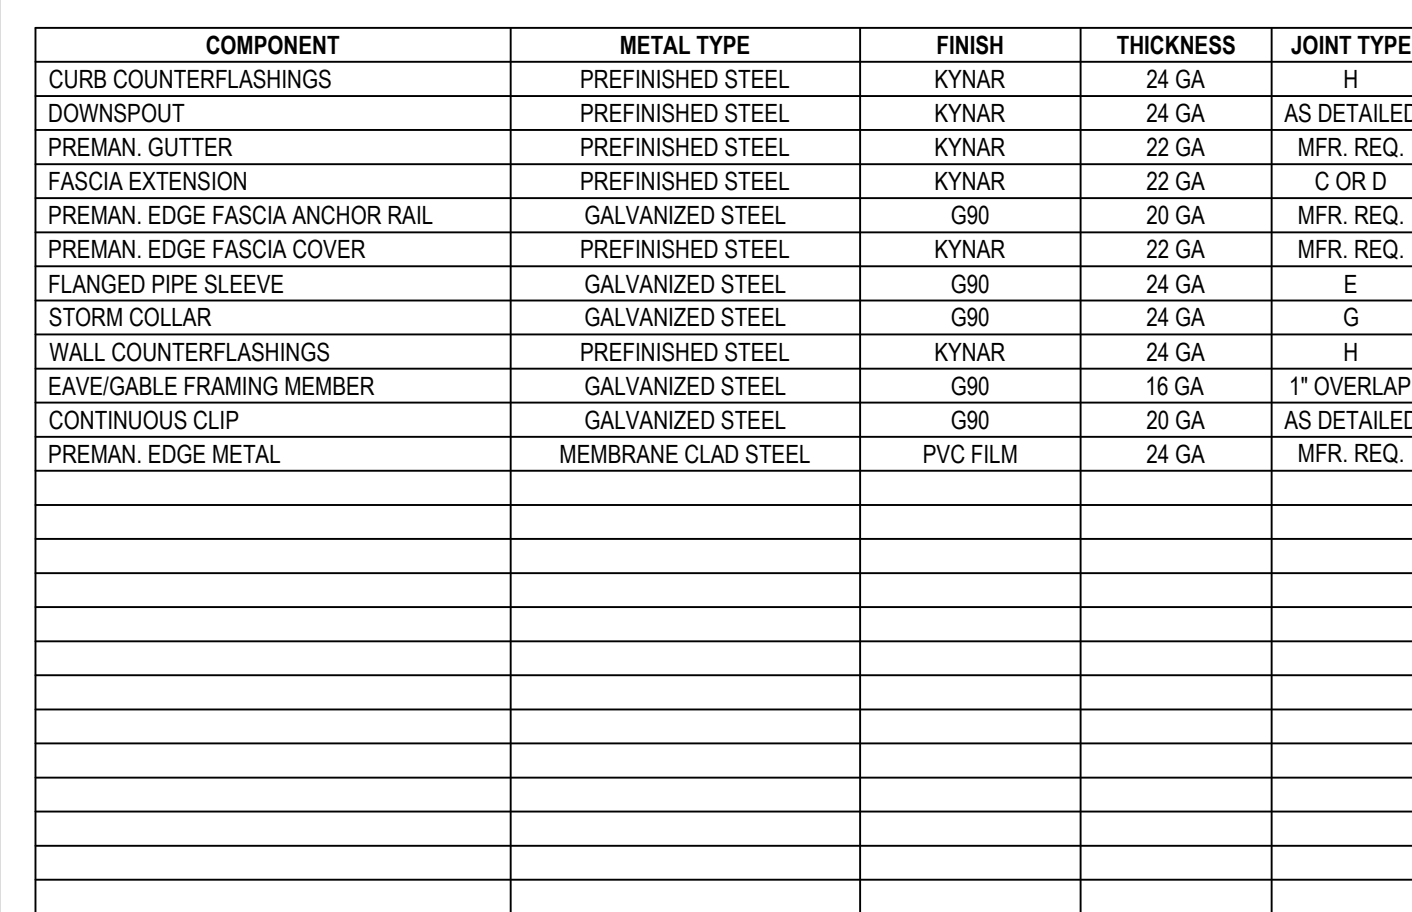 COMPONENT METAL TYPE FINISH THICKNESS JOINT TYPE
CURB COUNTERFLASHINGS PREFINISHED STEEL KYNAR 24 GA H
DOWNSPOUT PREFINISHED STEEL KYNAR 24 GA AS DETAILED
PREMAN. GUTTER PREFINISHED STEEL KYNAR 22 GA MFR. REQ.
FASCIA EXTENSION PREFINISHED STEEL KYNAR 22 GA C OR D
PREMAN. EDGE FASCIA ANCHOR RAIL GALVANIZED STEEL G90 20 GA MFR. REQ.
PREMAN. EDGE FASCIA COVER PREFINISHED STEEL KYNAR 22 GA MFR. REQ.
FLANGED PIPE SLEEVE GALVANIZED STEEL G90 24 GA E
STORM COLLAR GALVANIZED STEEL G90 24 GA G
WALL COUNTERFLASHINGS PREFINISHED STEEL KYNAR 24 GA H
EAVE/GABLE FRAMING MEMBER GALVANIZED STEEL G90 16 GA 1" OVERLAP
CONTINUOUS CLIP GALVANIZED STEEL G90 20 GA AS DETAILED
PREMAN. EDGE METAL MEMBRANE CLAD STEEL PVC FILM 24 GA MFR. REQ.